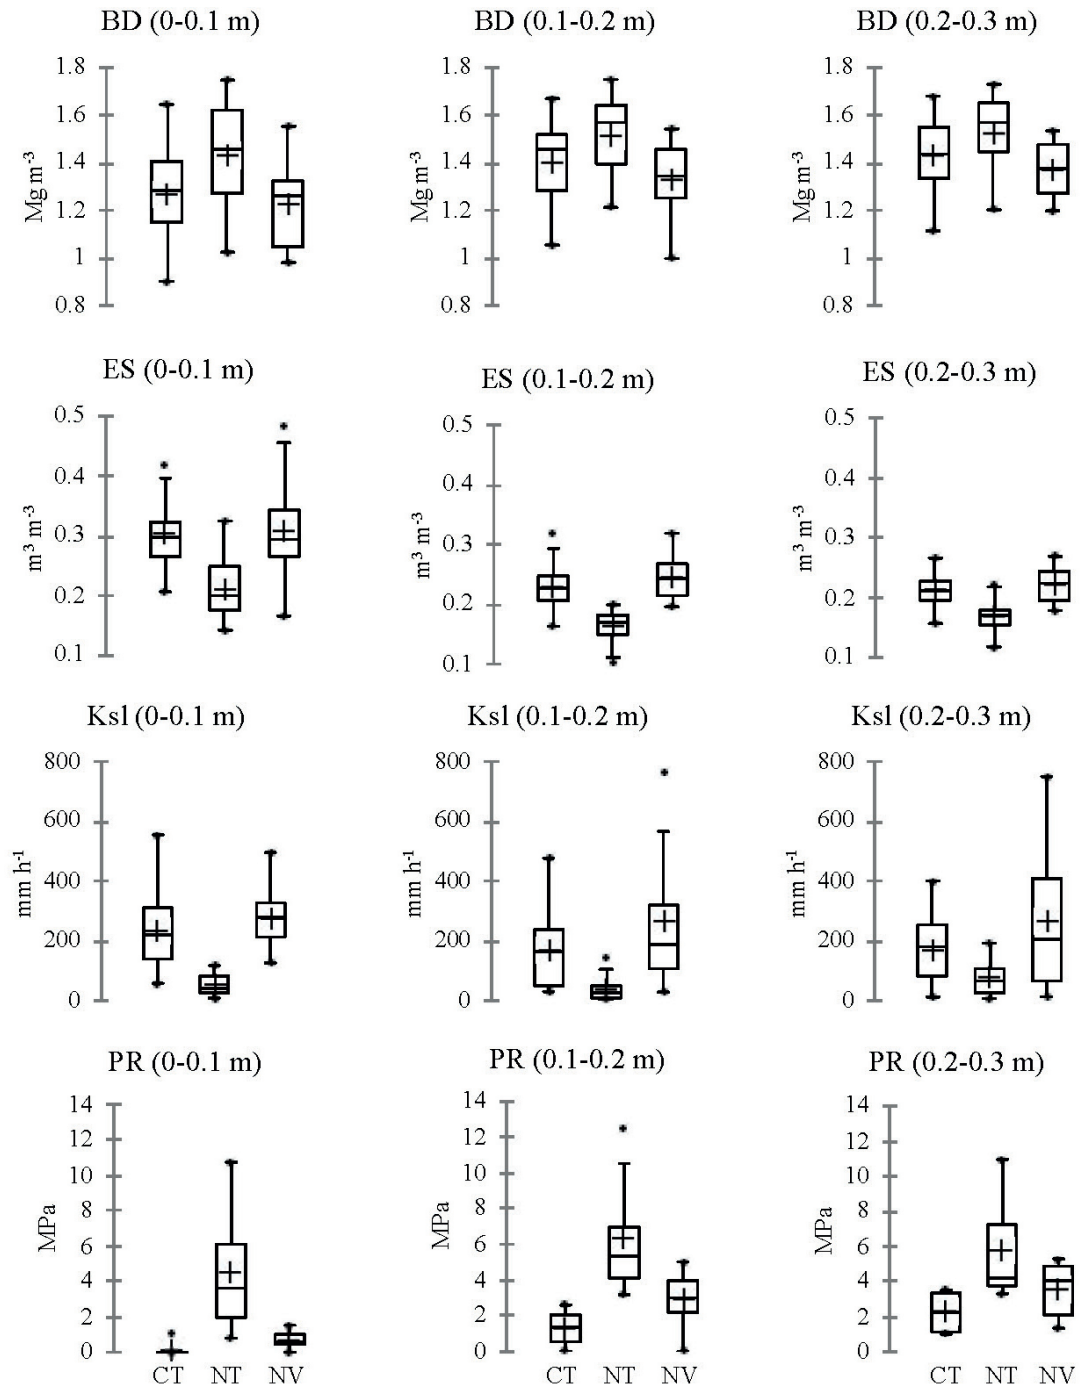 BD (0-0.1 m)
BD (0.1-0.2 m)
BD (0.2-0.3 m)
Mg m⁻³
1.8
1.6
1.4
1.2
1
0.8
Mg m⁻³
1.8
1.6
1.4
1.2
1
0.8
Mg m⁻³
1.8
1.6
1.4
1.2
1
0.8
ES (0-0.1 m)
ES (0.1-0.2 m)
ES (0.2-0.3 m)
m³ m⁻³
0.5
0.4
0.3
0.2
0.1
m³ m⁻³
0.5
0.4
0.3
0.2
0.1
m³ m⁻³
0.5
0.4
0.3
0.2
0.1
Ksl (0-0.1 m)
Ksl (0.1-0.2 m)
Ksl (0.2-0.3 m)
mm h⁻¹
800
600
400
200
0
mm h⁻¹
800
600
400
200
0
mm h⁻¹
800
600
400
200
0
PR (0-0.1 m)
PR (0.1-0.2 m)
PR (0.2-0.3 m)
MPa
14
12
10
8
6
4
2
0
CT NT NV
MPa
14
12
10
8
6
4
2
0
CT NT NV
MPa
14
12
10
8
6
4
2
0
CT NT NV